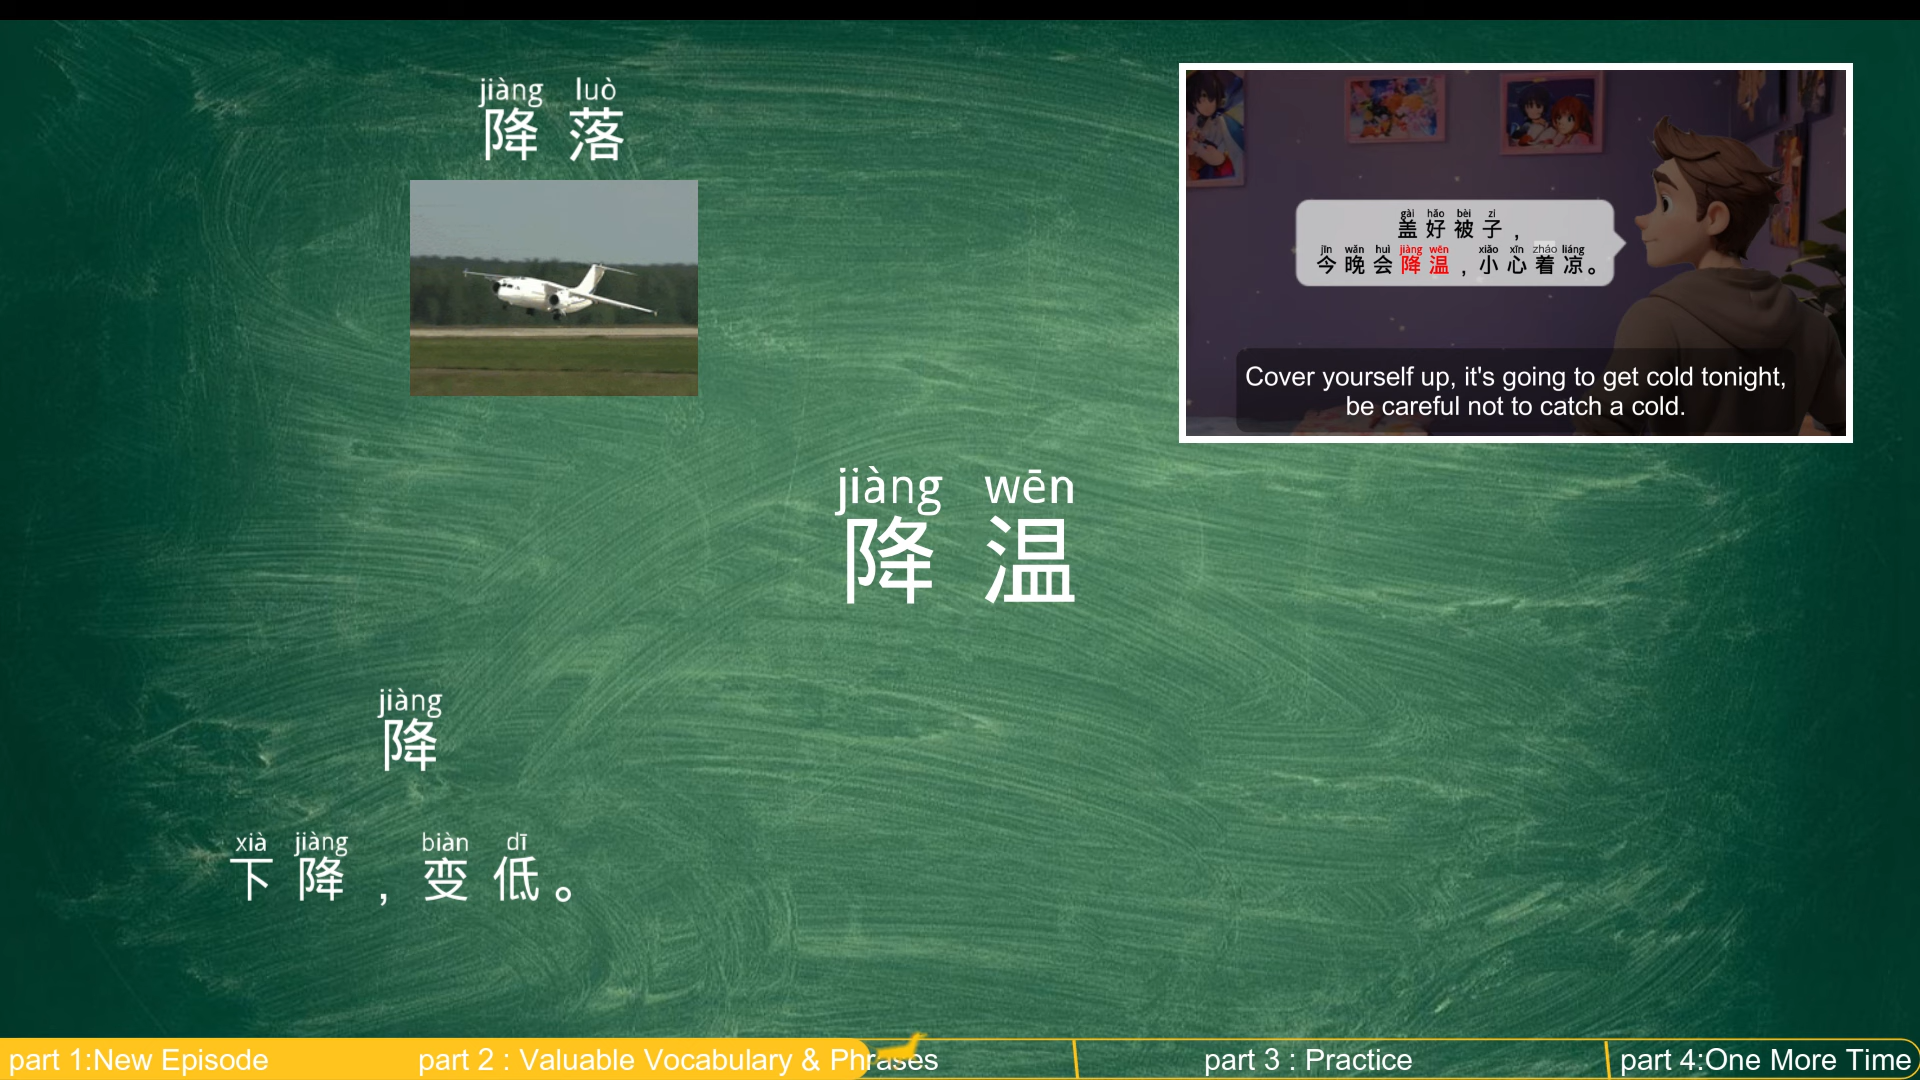 jiàng luò
降落
gài hǎo bèi zi
盖好被子，
jīn wǎn huì jiàng wēn xiǎo xīn zháo liáng
今晚会降温，小心着凉。
Cover yourself up, it's going to get cold tonight,
be careful not to catch a cold.
jiàng wēn
降温
jiàng
降
xià jiàng biàn dī
下降，变低。
part 1:New Episode
part 2 : Valuable Vocabulary & Phrases
part 3 : Practice
part 4:One More Time